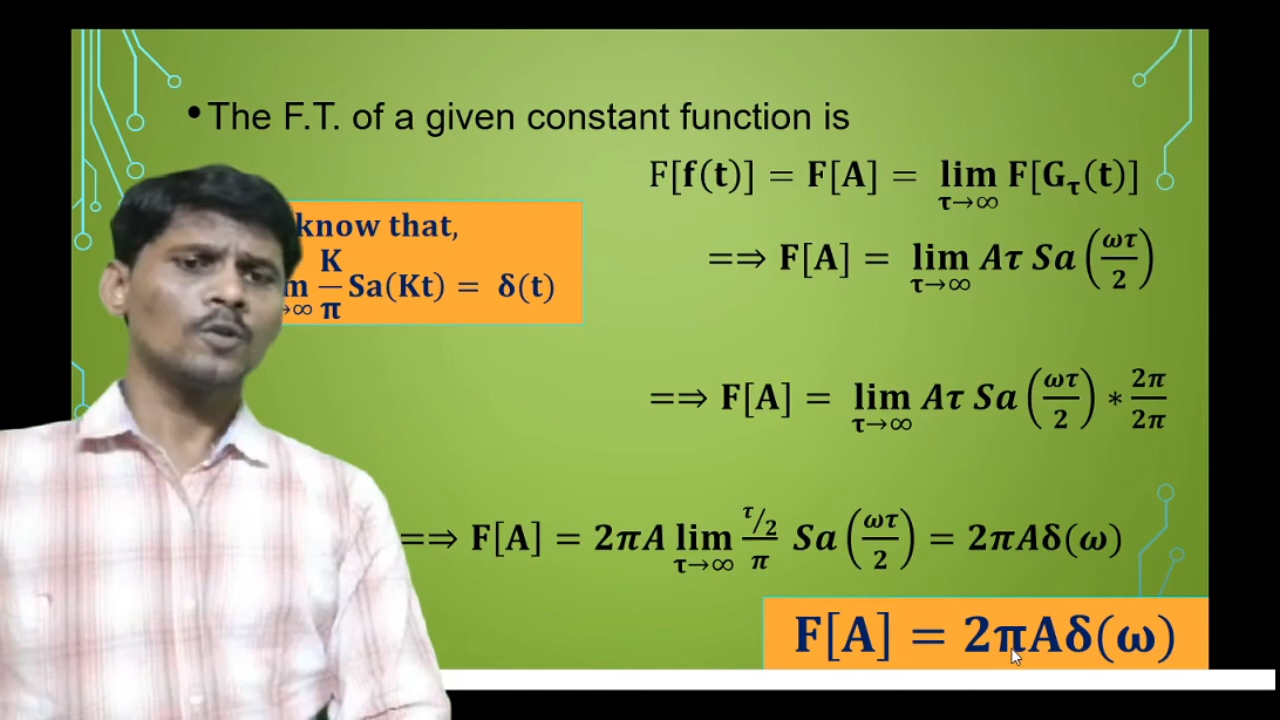 • The F.T. of a given constant function is
F[f(t)] = F[A] = lim τ→∞ F[Gτ(t)]
know that,
K/π Sa(Kt) = δ(t)
→∞
==> F[A] = lim τ→∞ Aτ Sa(ωτ/2)
==> F[A] = lim τ→∞ Aτ Sa(ωτ/2) * 2π/2π
==> F[A] = 2πA lim τ→∞ (τ/2)/π Sa(ωτ/2) = 2πAδ(ω)
F[A] = 2πAδ(ω)